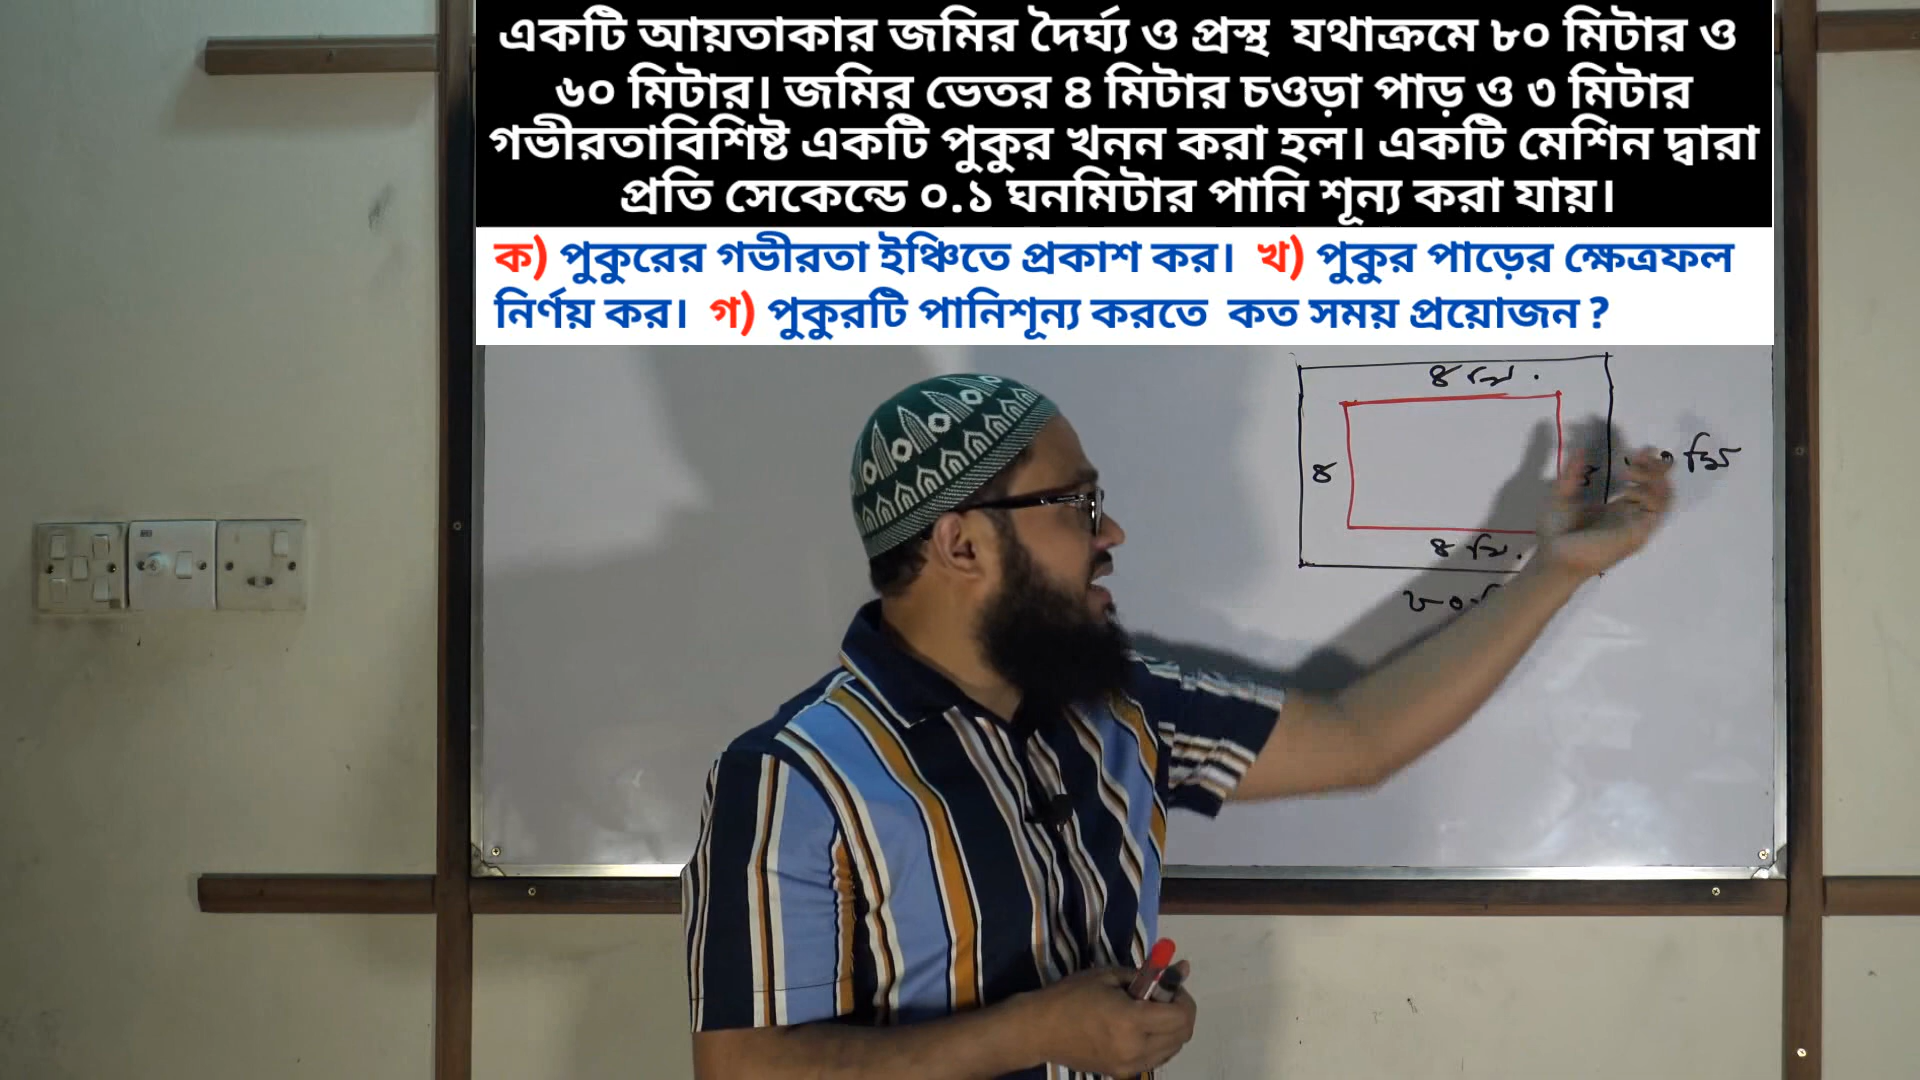 একটি আয়তাকার জমির দৈর্ঘ্য ও প্রস্থ যথাক্রমে ৮০ মিটার ও
৬০ মিটার। জমির ভেতর ৪ মিটার চওড়া পাড় ও ৩ মিটার
গভীরতাবিশিষ্ট একটি পুকুর খনন করা হল। একটি মেশিন দ্বারা
প্রতি সেকেন্ডে ০.১ ঘনমিটার পানি শূন্য করা যায়।
ক) পুকুরের গভীরতা ইঞ্চিতে প্রকাশ কর। খ) পুকুর পাড়ের ক্ষেত্রফল
নির্ণয় কর। গ) পুকুরটি পানিশূন্য করতে কত সময় প্রয়োজন ?
৪ মি.
৪
মি
৪ মি.
৮০